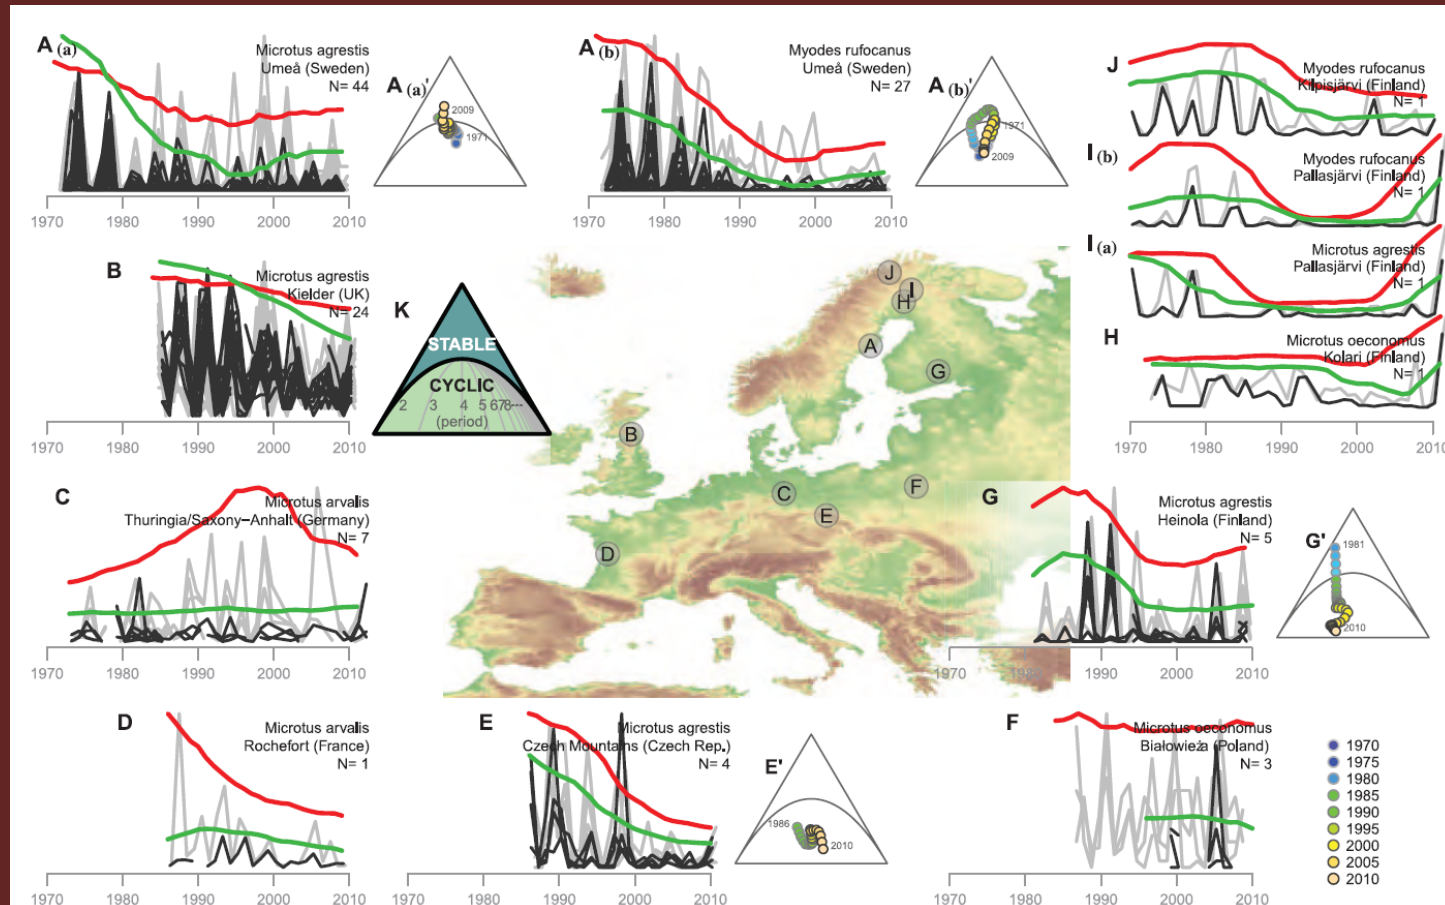 A (a)
Microtus agrestis
Umeå (Sweden)
N= 44
A (a)'
2009
1971
1970 1980 1990 2000 2010
A (b)
Myodes rufocanus
Umeå (Sweden)
N= 27
A (b)'
1971
2009
1970 1980 1990 2000 2010
J
Myodes rufocanus
Kilpisjärvi (Finland)
N= 1
I (b)
Myodes rufocanus
Pallasjärvi (Finland)
N= 1
I (a)
Microtus agrestis
Pallasjärvi (Finland)
N= 1
H
Microtus oeconomus
Kolari (Finland)
N= 1
1970 1980 1990 2000 2010
B
Microtus agrestis
Kielder (UK)
N= 24
1970 1980 1990 2000 2010
K
STABLE
CYCLIC
2 3 4 5 6 7 8---
(period)
J
I
H
A
G
B
C
F
E
D
C
Microtus arvalis
Thuringia/Saxony−Anhalt (Germany)
N= 7
1970 1980 1990 2000 2010
G
Microtus agrestis
Heinola (Finland)
N= 5
G'
1981
2010
1970 1980 1990 2000 2010
D
Microtus arvalis
Rochefort (France)
N= 1
1970 1980 1990 2000 2010
E
Microtus agrestis
Czech Mountains (Czech Rep.)
N= 4
E'
1986
2010
1970 1980 1990 2000 2010
F
Microtus oeconomus
Białowieża (Poland)
N= 3
1970 1980 1990 2000 2010
1970
1975
1980
1985
1990
1995
2000
2005
2010